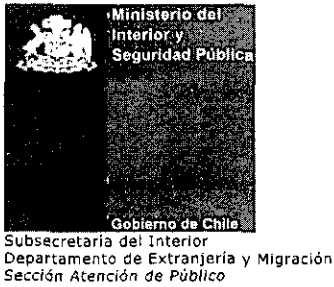 Ministerio del
Interior y
Seguridad Pública
Gobierno de Chile
Subsecretaría del Interior
Departamento de Extranjería y Migración
Sección Atención de Público